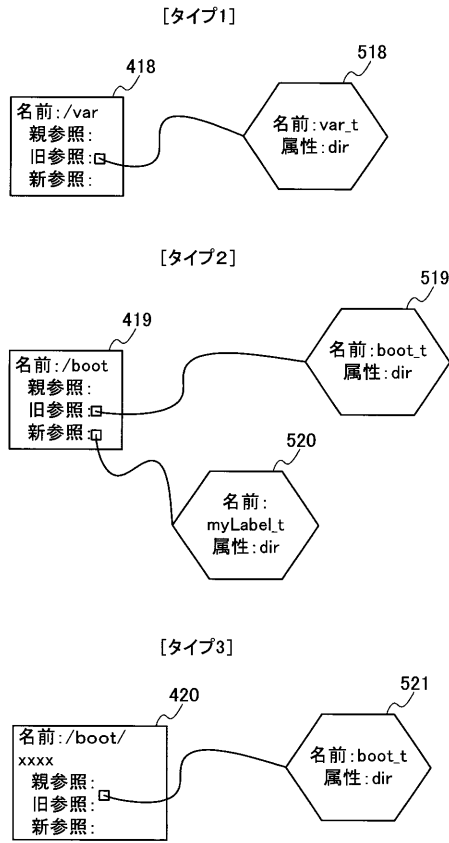 [タイプ1]
418
518
名前:/var
親参照:
旧参照:
新参照:
名前:var_t
属性:dir
[タイプ2]
419
519
名前:/boot
親参照:
旧参照:
新参照:
名前:boot_t
属性:dir
520
名前:
myLabel_t
属性:dir
[タイプ3]
420
521
名前:/boot/
xxxx
親参照:
旧参照:
新参照:
名前:boot_t
属性:dir